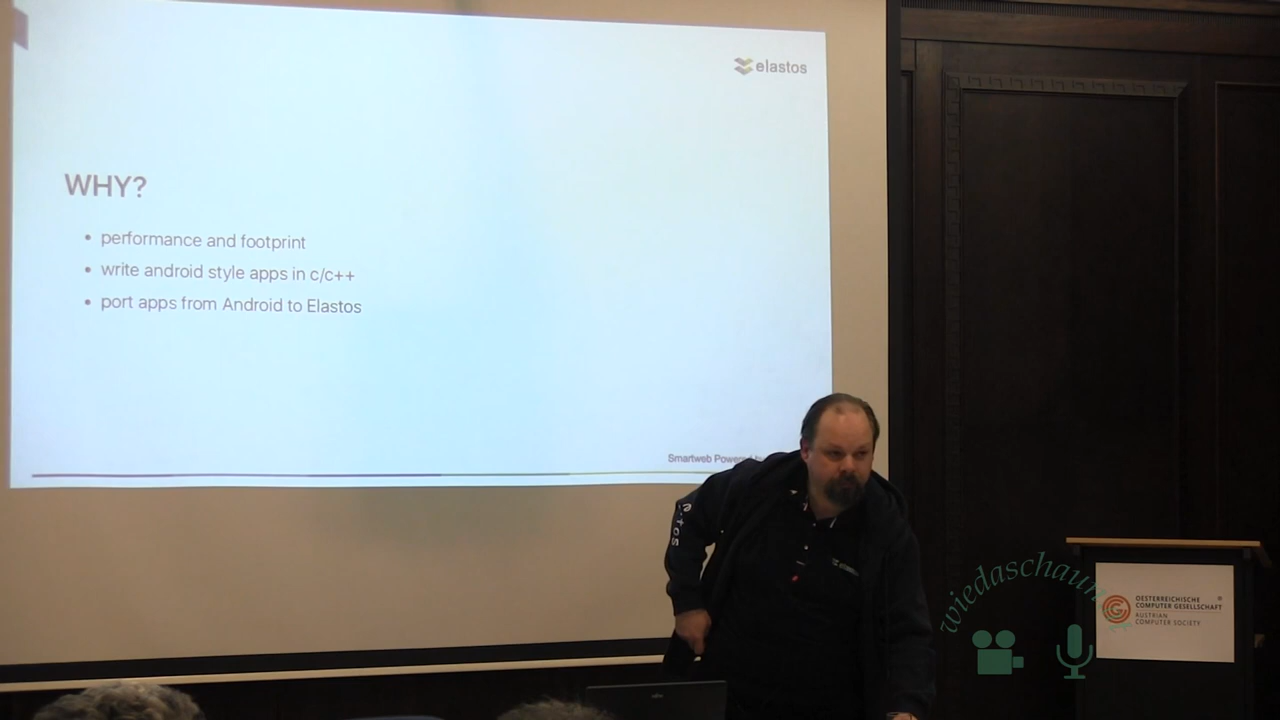 elastos
WHY?
• performance and footprint
• write android style apps in c/c++
• port apps from Android to Elastos
Smartweb Powered
wiedaschaun
OESTERREICHISCHE
COMPUTER GESELLSCHAFT
AUSTRIAN
COMPUTER SOCIETY